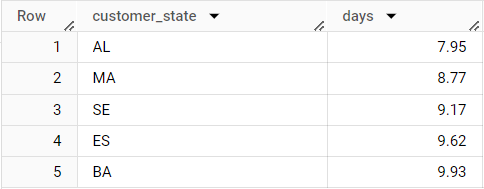 Row customer_state days
1 AL 7.95
2 MA 8.77
3 SE 9.17
4 ES 9.62
5 BA 9.93